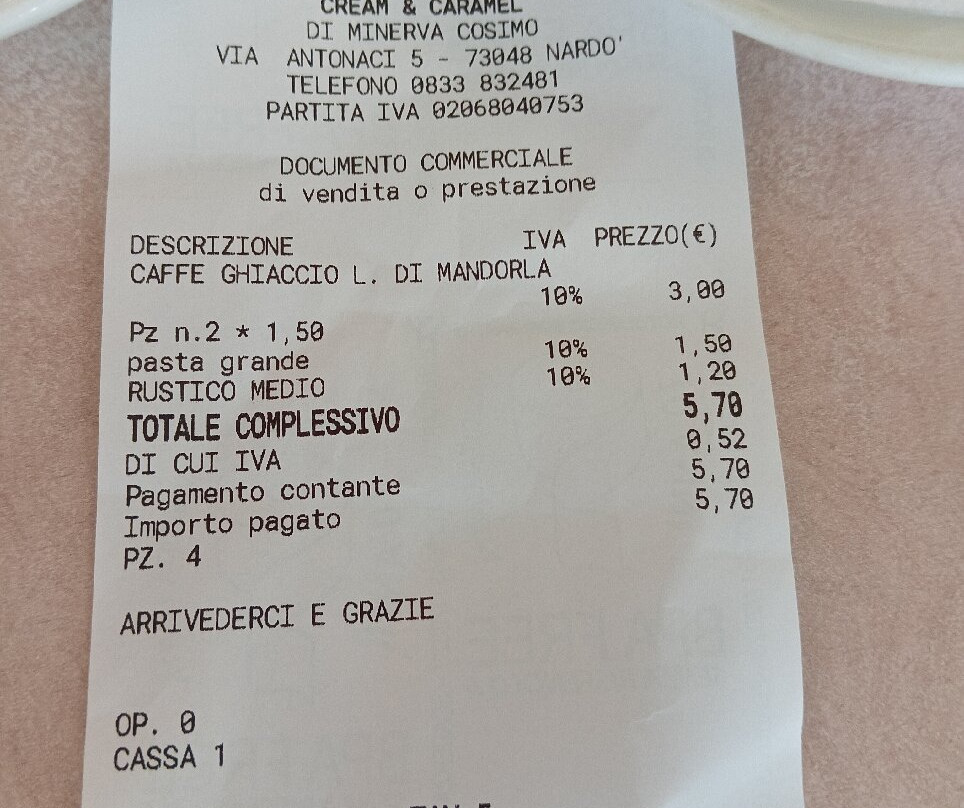 CREAM & CARAMEL
DI MINERVA COSIMO
VIA ANTONACI 5 - 73048 NARDO'
TELEFONO 0833 832481
PARTITA IVA 02068040753
DOCUMENTO COMMERCIALE
di vendita o prestazione
DESCRIZIONE IVA PREZZO(€)
CAFFE GHIACCIO L. DI MANDORLA
10% 3,00
Pz n.2 * 1,50
pasta grande 10% 1,50
RUSTICO MEDIO 10% 1,20
TOTALE COMPLESSIVO 5,70
DI CUI IVA 0,52
Pagamento contante 5,70
Importo pagato 5,70
PZ. 4
ARRIVEDERCI E GRAZIE
OP. 0
CASSA 1